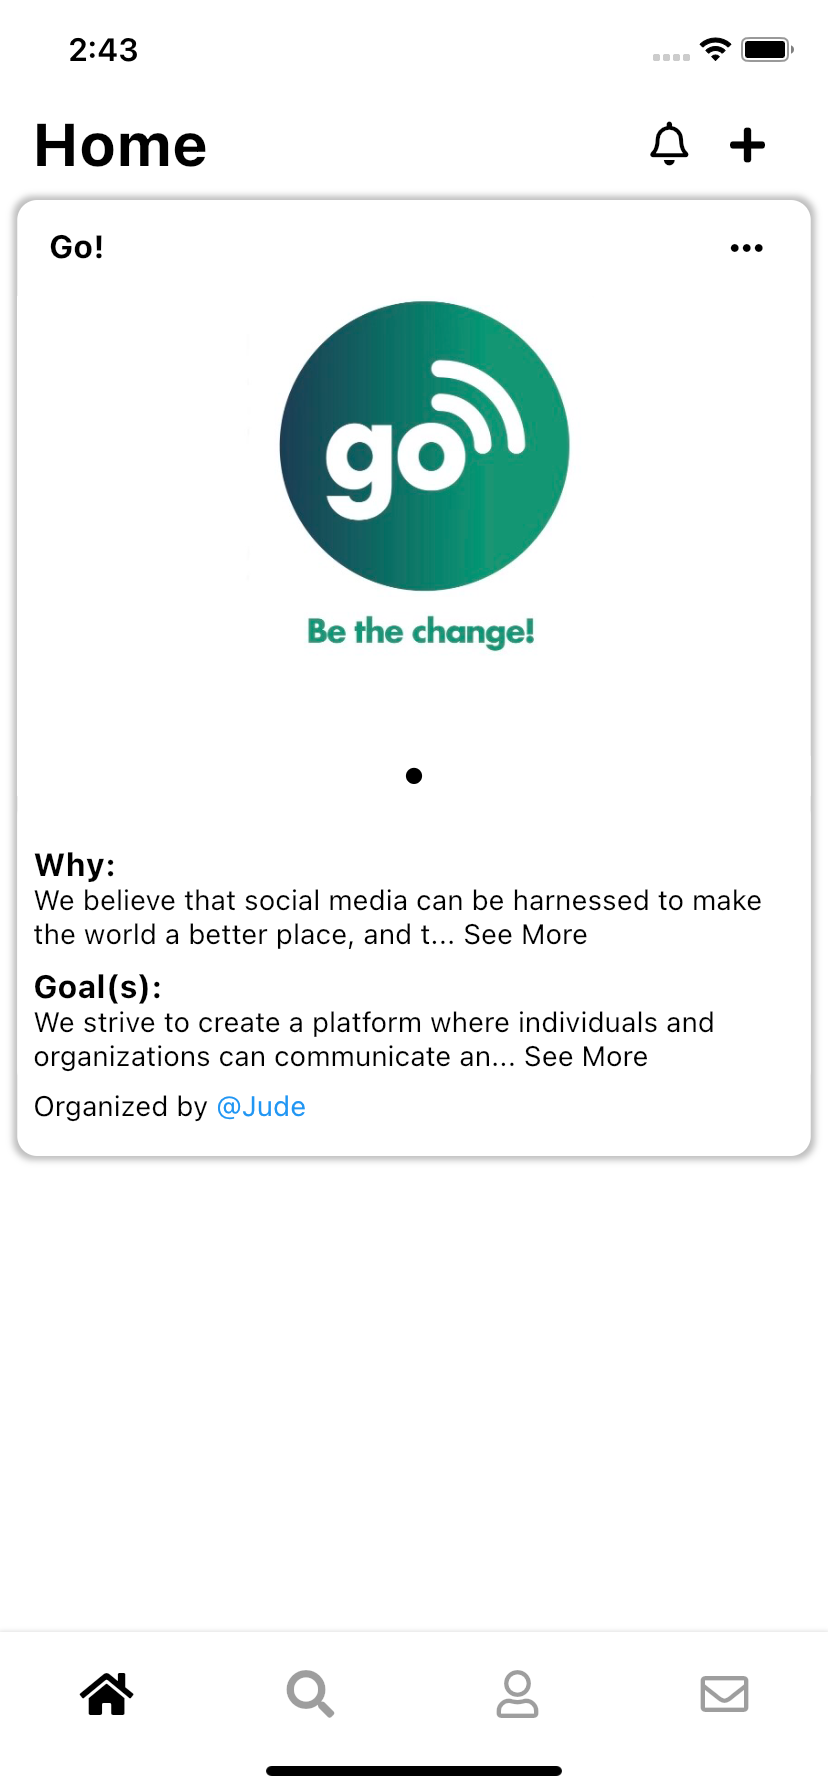 2:43
Home
Go!
go
Be the change!
Why:
We believe that social media can be harnessed to make
the world a better place, and t... See More
Goal(s):
We strive to create a platform where individuals and
organizations can communicate an... See More
Organized by @Jude